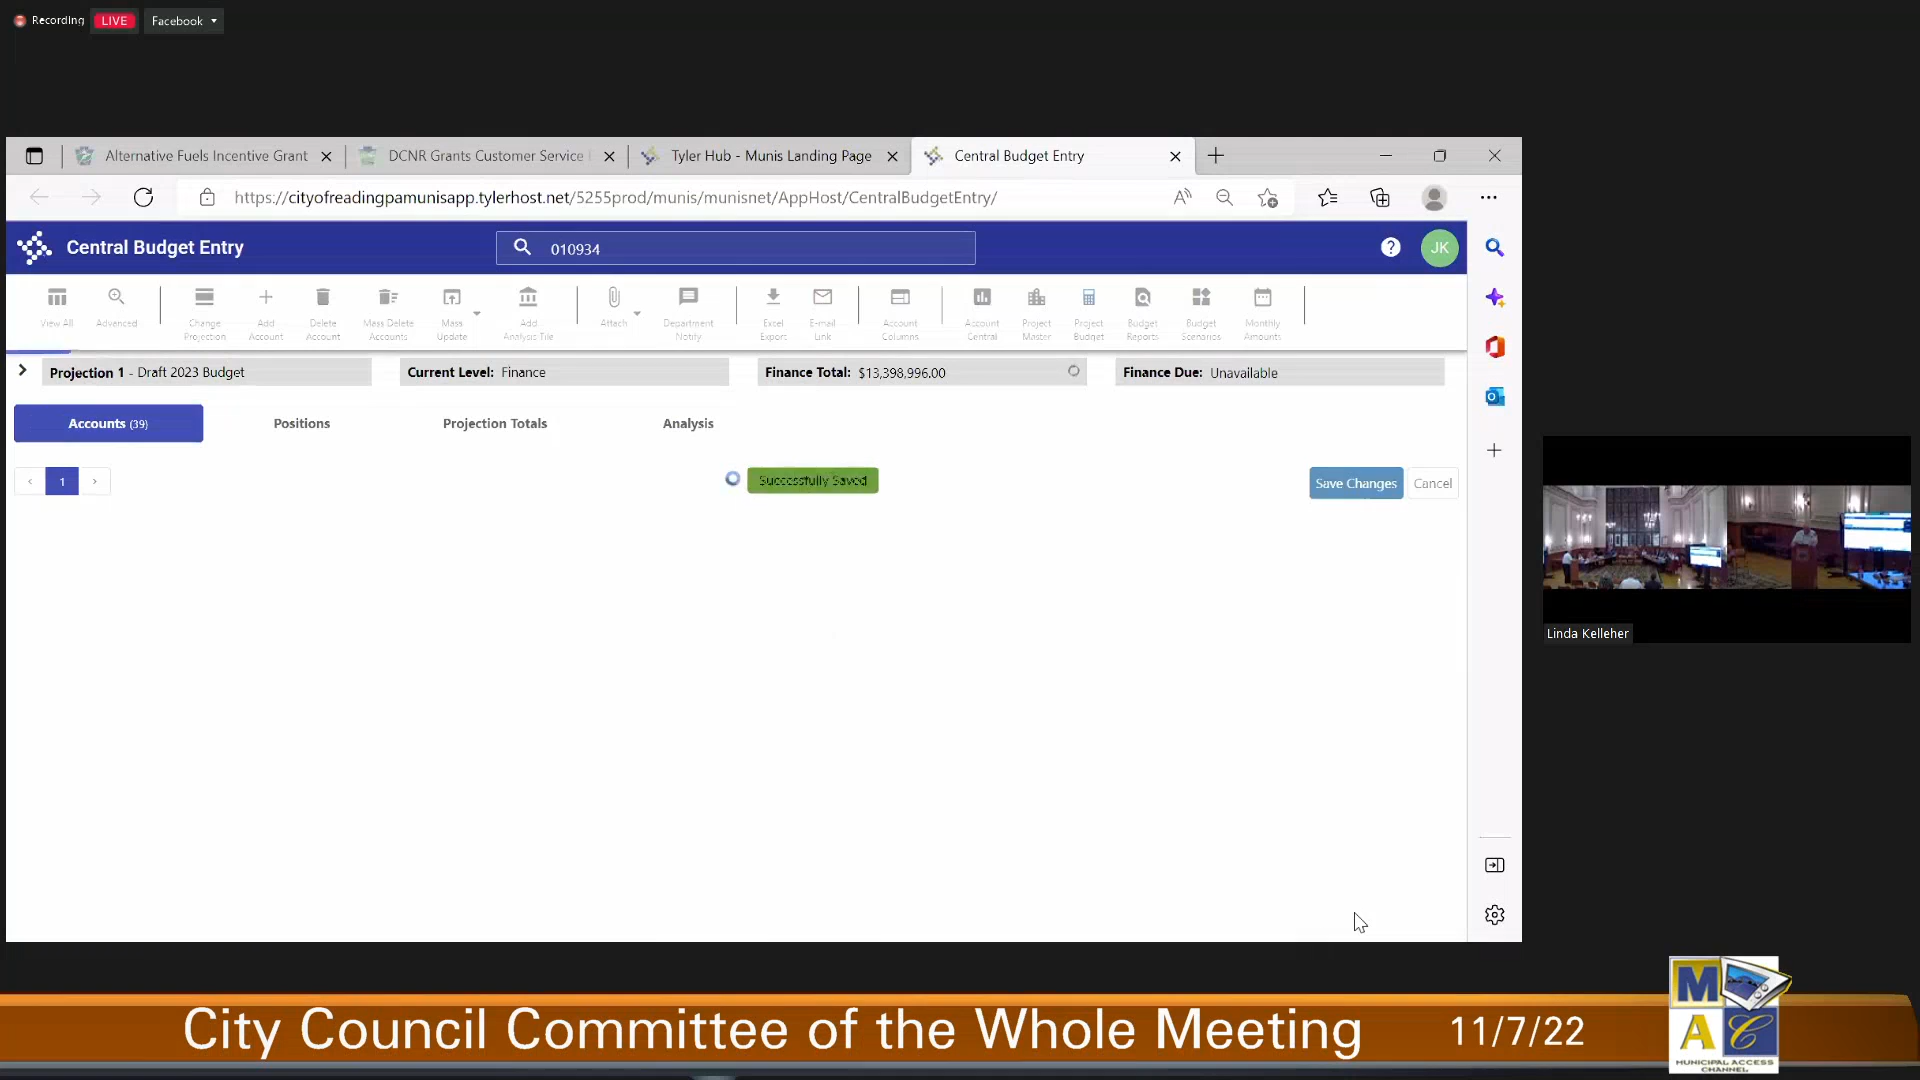 Recording LIVE Facebook
Alternative Fuels Incentive Grant DCNR Grants Customer Service Tyler Hub - Munis Landing Page Central Budget Entry
https://cityofreadingpamunisapp.tylerhost.net/5255prod/munis/munisnet/AppHost/CentralBudgetEntry/
Central Budget Entry 010934 ? JK
View All Advanced Change Projection Add Account Delete Account Mass Delete Accounts Mass Update Add Analysis Tile Attach Department Notify Excel Export E-mail Link Account Columns Account Central Project Master Project Budget Budget Reports Budget Scenarios Monthly Amounts
Projection 1 - Draft 2023 Budget Current Level: Finance Finance Total: $13,398,996.00 Finance Due: Unavailable
Accounts (39) Positions Projection Totals Analysis
1 Successfully Saved Save Changes Cancel
Linda Kelleher
City Council Committee of the Whole Meeting 11/7/22
M
A C
MUNICIPAL ACCESS
CHANNEL